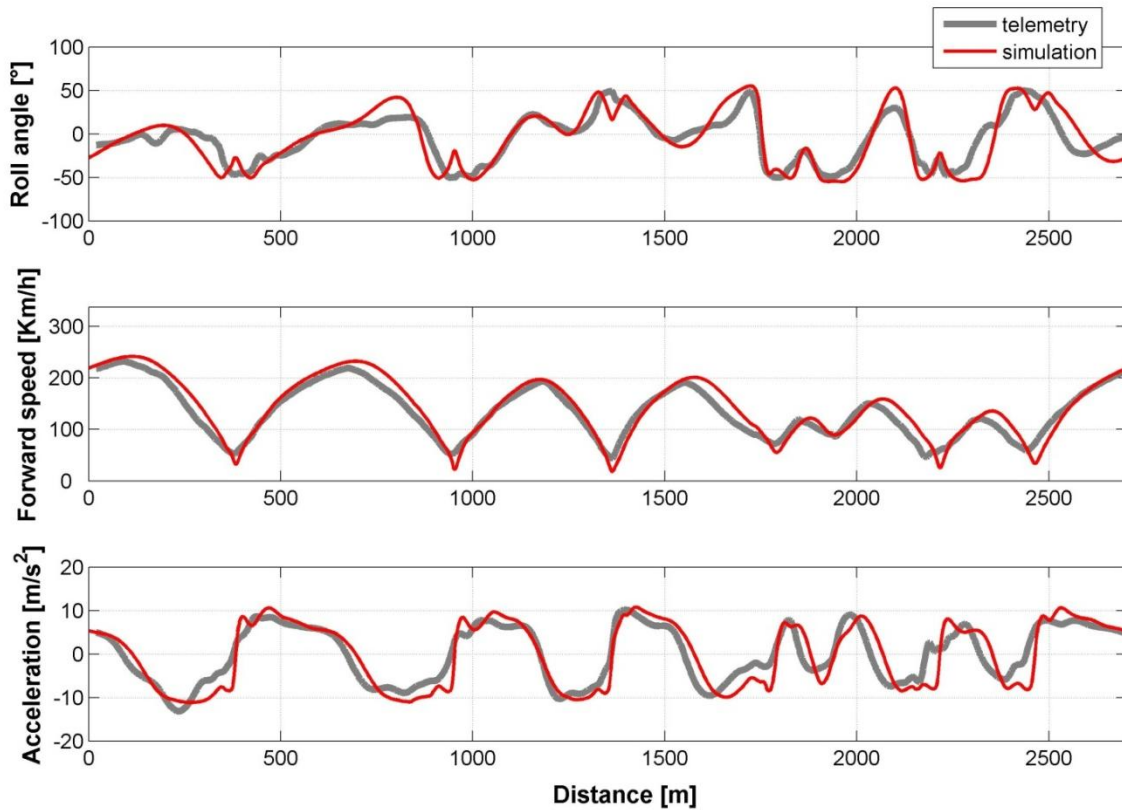 telemetry
simulation
Roll angle [°]
100
50
0
-50
-100
0 500 1000 1500 2000 2500
Forward speed [Km/h]
300
200
100
0
0 500 1000 1500 2000 2500
Acceleration [m/s²]
20
10
0
-10
-20
0 500 1000 1500 2000 2500
Distance [m]